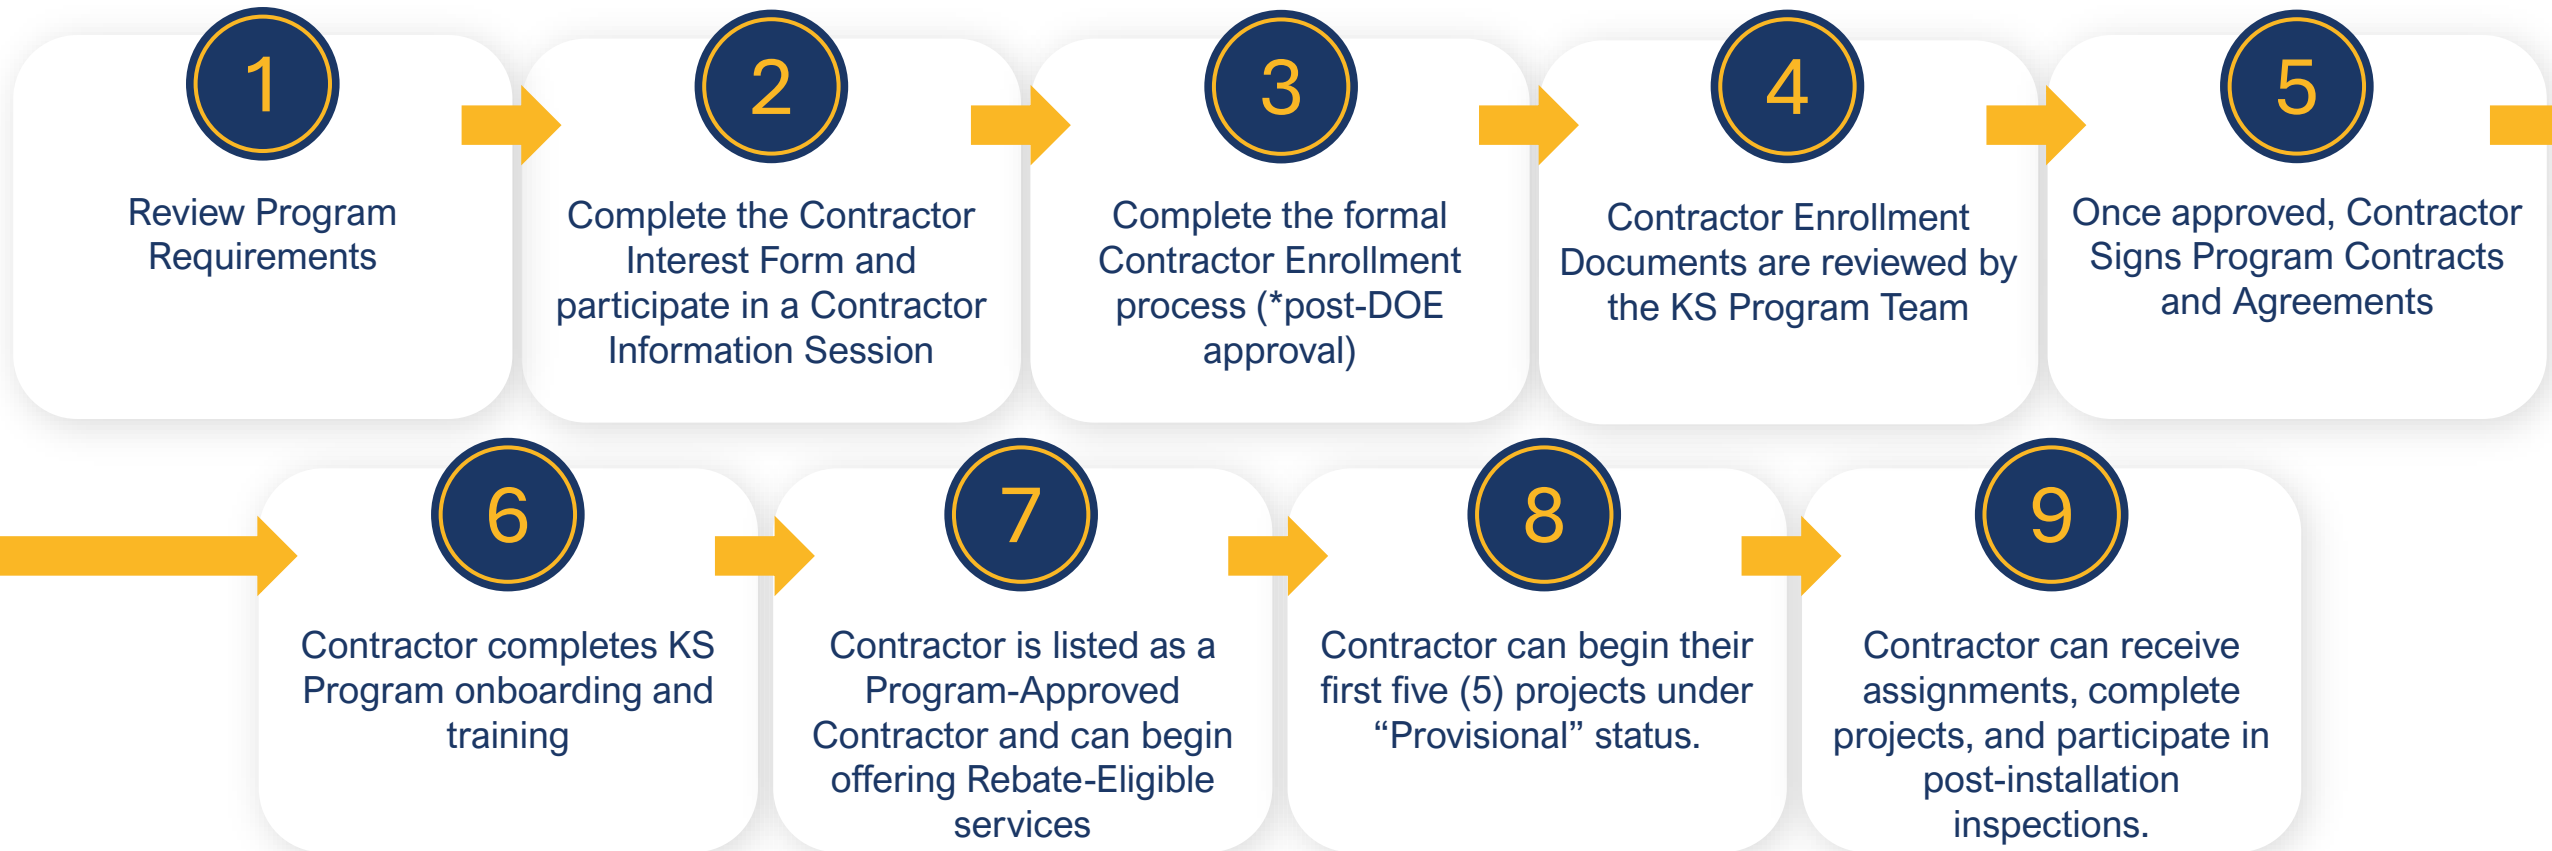 1
Review Program
Requirements
2
Complete the Contractor
Interest Form and
participate in a Contractor
Information Session
3
Complete the formal
Contractor Enrollment
process (*post-DOE
approval)
4
Contractor Enrollment
Documents are reviewed by
the KS Program Team
5
Once approved, Contractor
Signs Program Contracts
and Agreements
6
Contractor completes KS
Program onboarding and
training
7
Contractor is listed as a
Program-Approved
Contractor and can begin
offering Rebate-Eligible
services
8
Contractor can begin their
first five (5) projects under
“Provisional” status.
9
Contractor can receive
assignments, complete
projects, and participate in
post-installation
inspections.